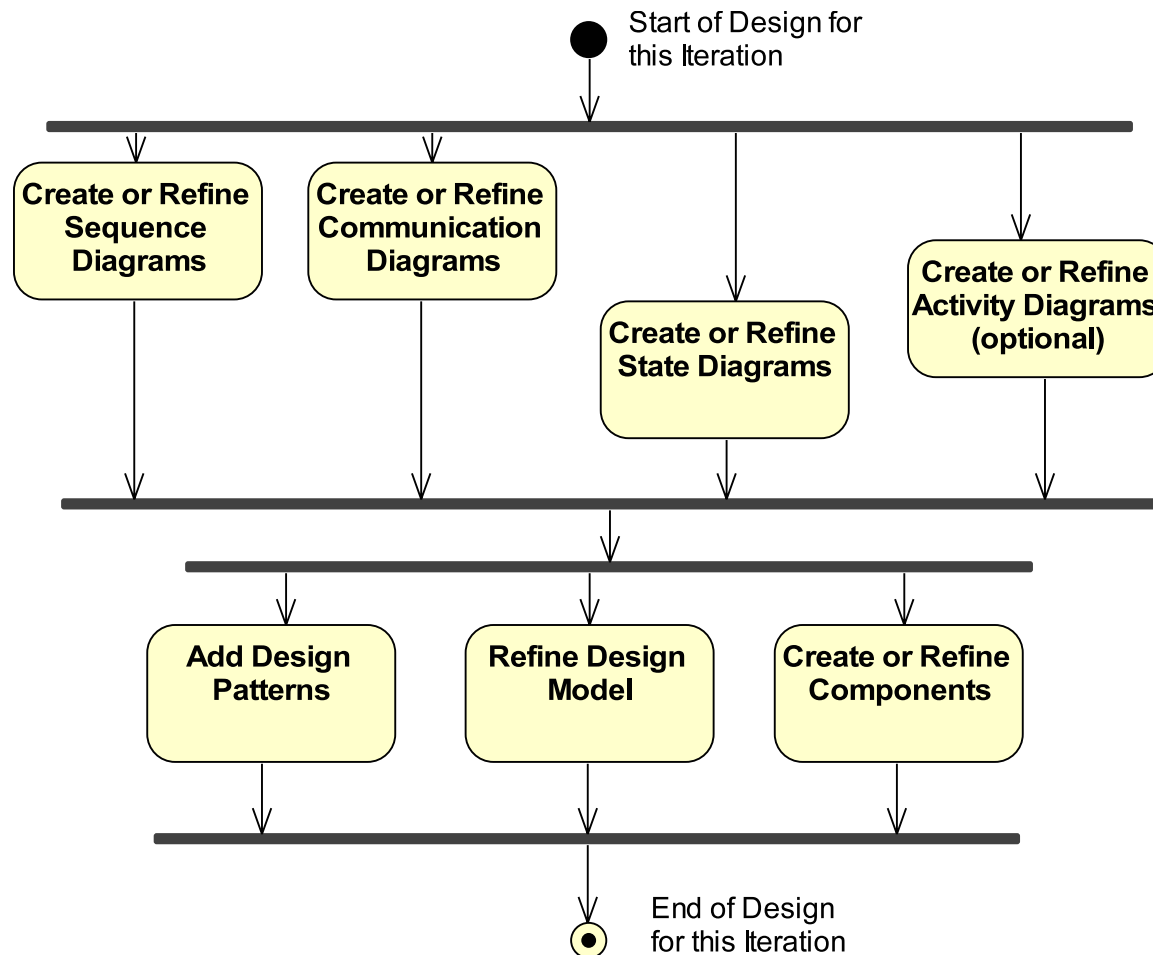 Start of Design for
this Iteration
Create or Refine
Sequence
Diagrams
Create or Refine
Communication
Diagrams
Create or Refine
State Diagrams
Create or Refine
Activity Diagrams
(optional)
Add Design
Patterns
Refine Design
Model
Create or Refine
Components
End of Design
for this Iteration